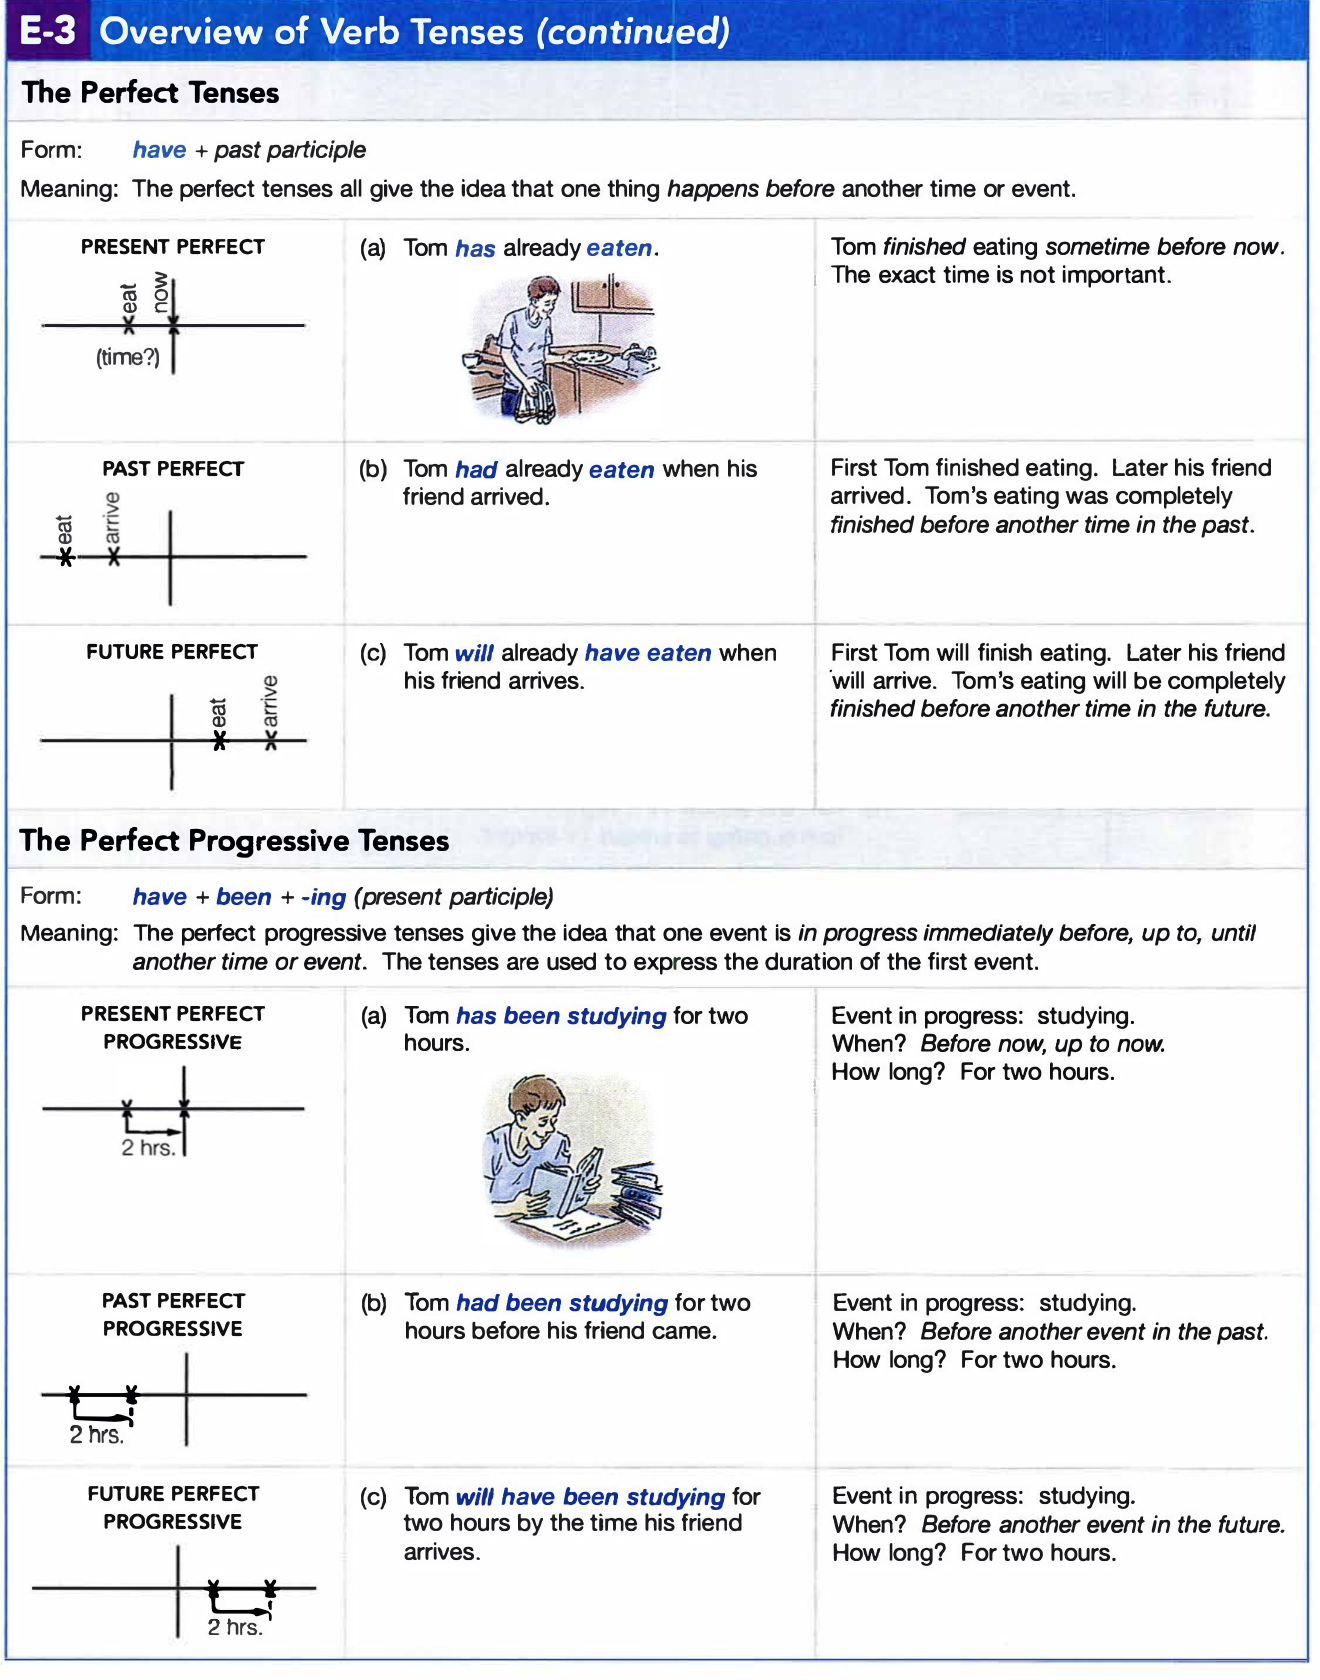 E-3 Overview of Verb Tenses (continued)
The Perfect Tenses
Form: have + past participle
Meaning: The perfect tenses all give the idea that one thing happens before another time or event.
PRESENT PERFECT
eat
now
(time?)
(a) Tom has already eaten.
Tom finished eating sometime before now.
The exact time is not important.
PAST PERFECT
eat
arrive
(b) Tom had already eaten when his
friend arrived.
First Tom finished eating. Later his friend
arrived. Tom's eating was completely
finished before another time in the past.
FUTURE PERFECT
eat
arrive
(c) Tom will already have eaten when
his friend arrives.
First Tom will finish eating. Later his friend
will arrive. Tom's eating will be completely
finished before another time in the future.
The Perfect Progressive Tenses
Form: have + been + -ing (present participle)
Meaning: The perfect progressive tenses give the idea that one event is in progress immediately before, up to, until
another time or event. The tenses are used to express the duration of the first event.
PRESENT PERFECT
PROGRESSIVE
2 hrs.
(a) Tom has been studying for two
hours.
Event in progress: studying.
When? Before now, up to now.
How long? For two hours.
PAST PERFECT
PROGRESSIVE
2 hrs.
(b) Tom had been studying for two
hours before his friend came.
Event in progress: studying.
When? Before another event in the past.
How long? For two hours.
FUTURE PERFECT
PROGRESSIVE
2 hrs.
(c) Tom will have been studying for
two hours by the time his friend
arrives.
Event in progress: studying.
When? Before another event in the future.
How long? For two hours.